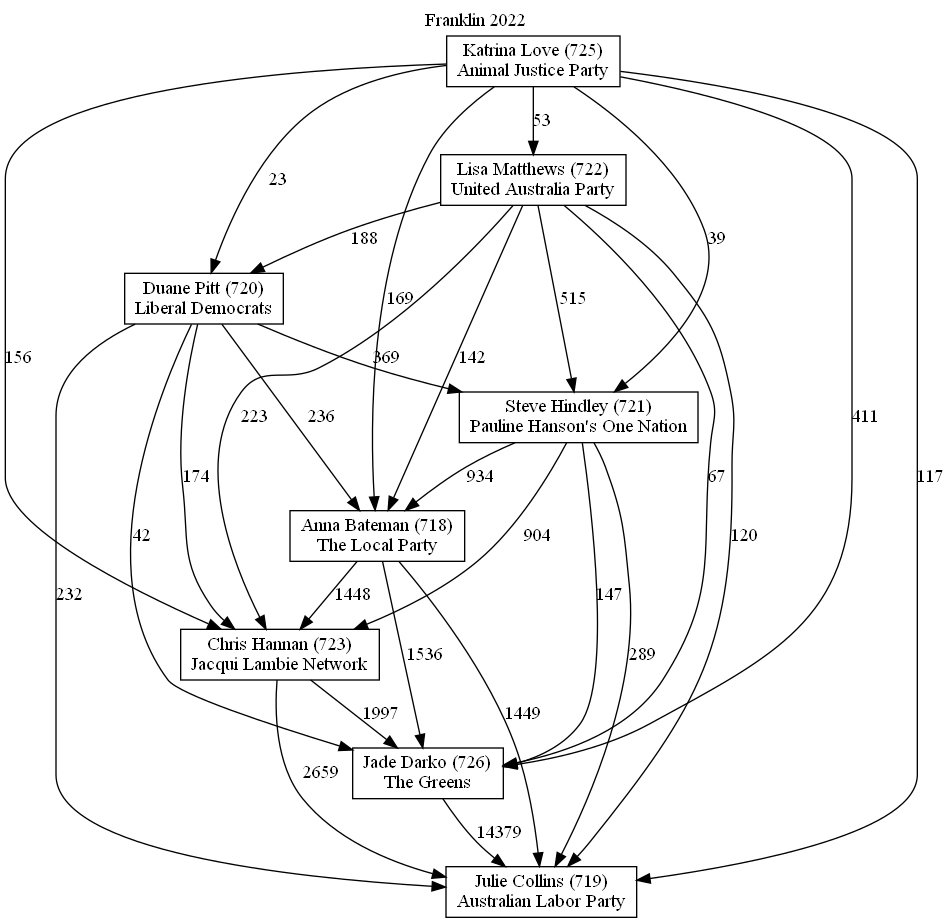 Franklin 2022
Katrina Love (725)
Animal Justice Party
53
Lisa Matthews (722)
United Australia Party
23
188
39
Duane Pitt (720)
Liberal Democrats
169
515
156
369
142
223
236
411
Steve Hindley (721)
Pauline Hanson's One Nation
174
934
67
117
Anna Bateman (718)
The Local Party
42
904
120
232
1448
147
Chris Hannan (723)
Jacqui Lambie Network
1536
289
1997
1449
2659
Jade Darko (726)
The Greens
14379
Julie Collins (719)
Australian Labor Party